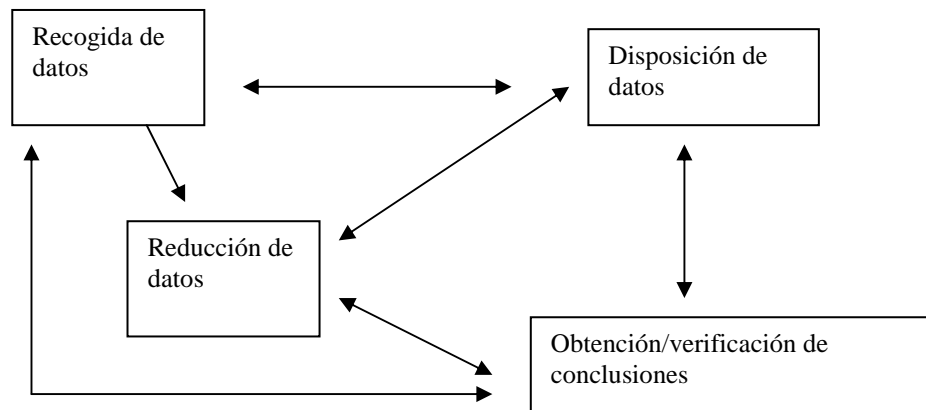 Recogida de
datos
Disposición de
datos
Reducción de
datos
Obtención/verificación de
conclusiones